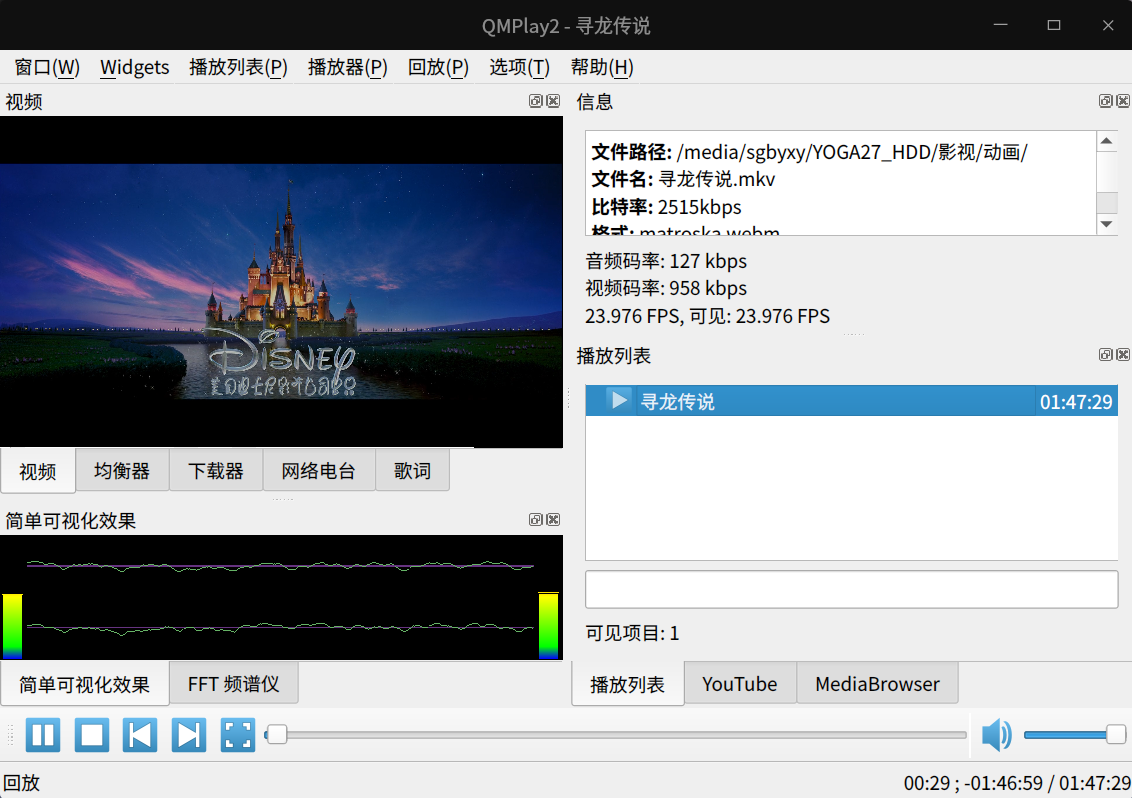 QMPlay2 - 寻龙传说
窗口(W) Widgets 播放列表(P) 播放器(P) 回放(P) 选项(T) 帮助(H)
视频
DISNEY
视频 均衡器 下载器 网络电台 歌词
简单可视化效果
简单可视化效果 FFT 频谱仪
信息
文件路径: /media/sgbyxy/YOGA27_HDD/影视/动画/
文件名: 寻龙传说.mkv
比特率: 2515kbps
格式: matroska,webm
音频码率: 127 kbps
视频码率: 958 kbps
23.976 FPS, 可见: 23.976 FPS
播放列表
寻龙传说 01:47:29
可见项目: 1
播放列表 YouTube MediaBrowser
回放
00:29 ; -01:46:59 / 01:47:29